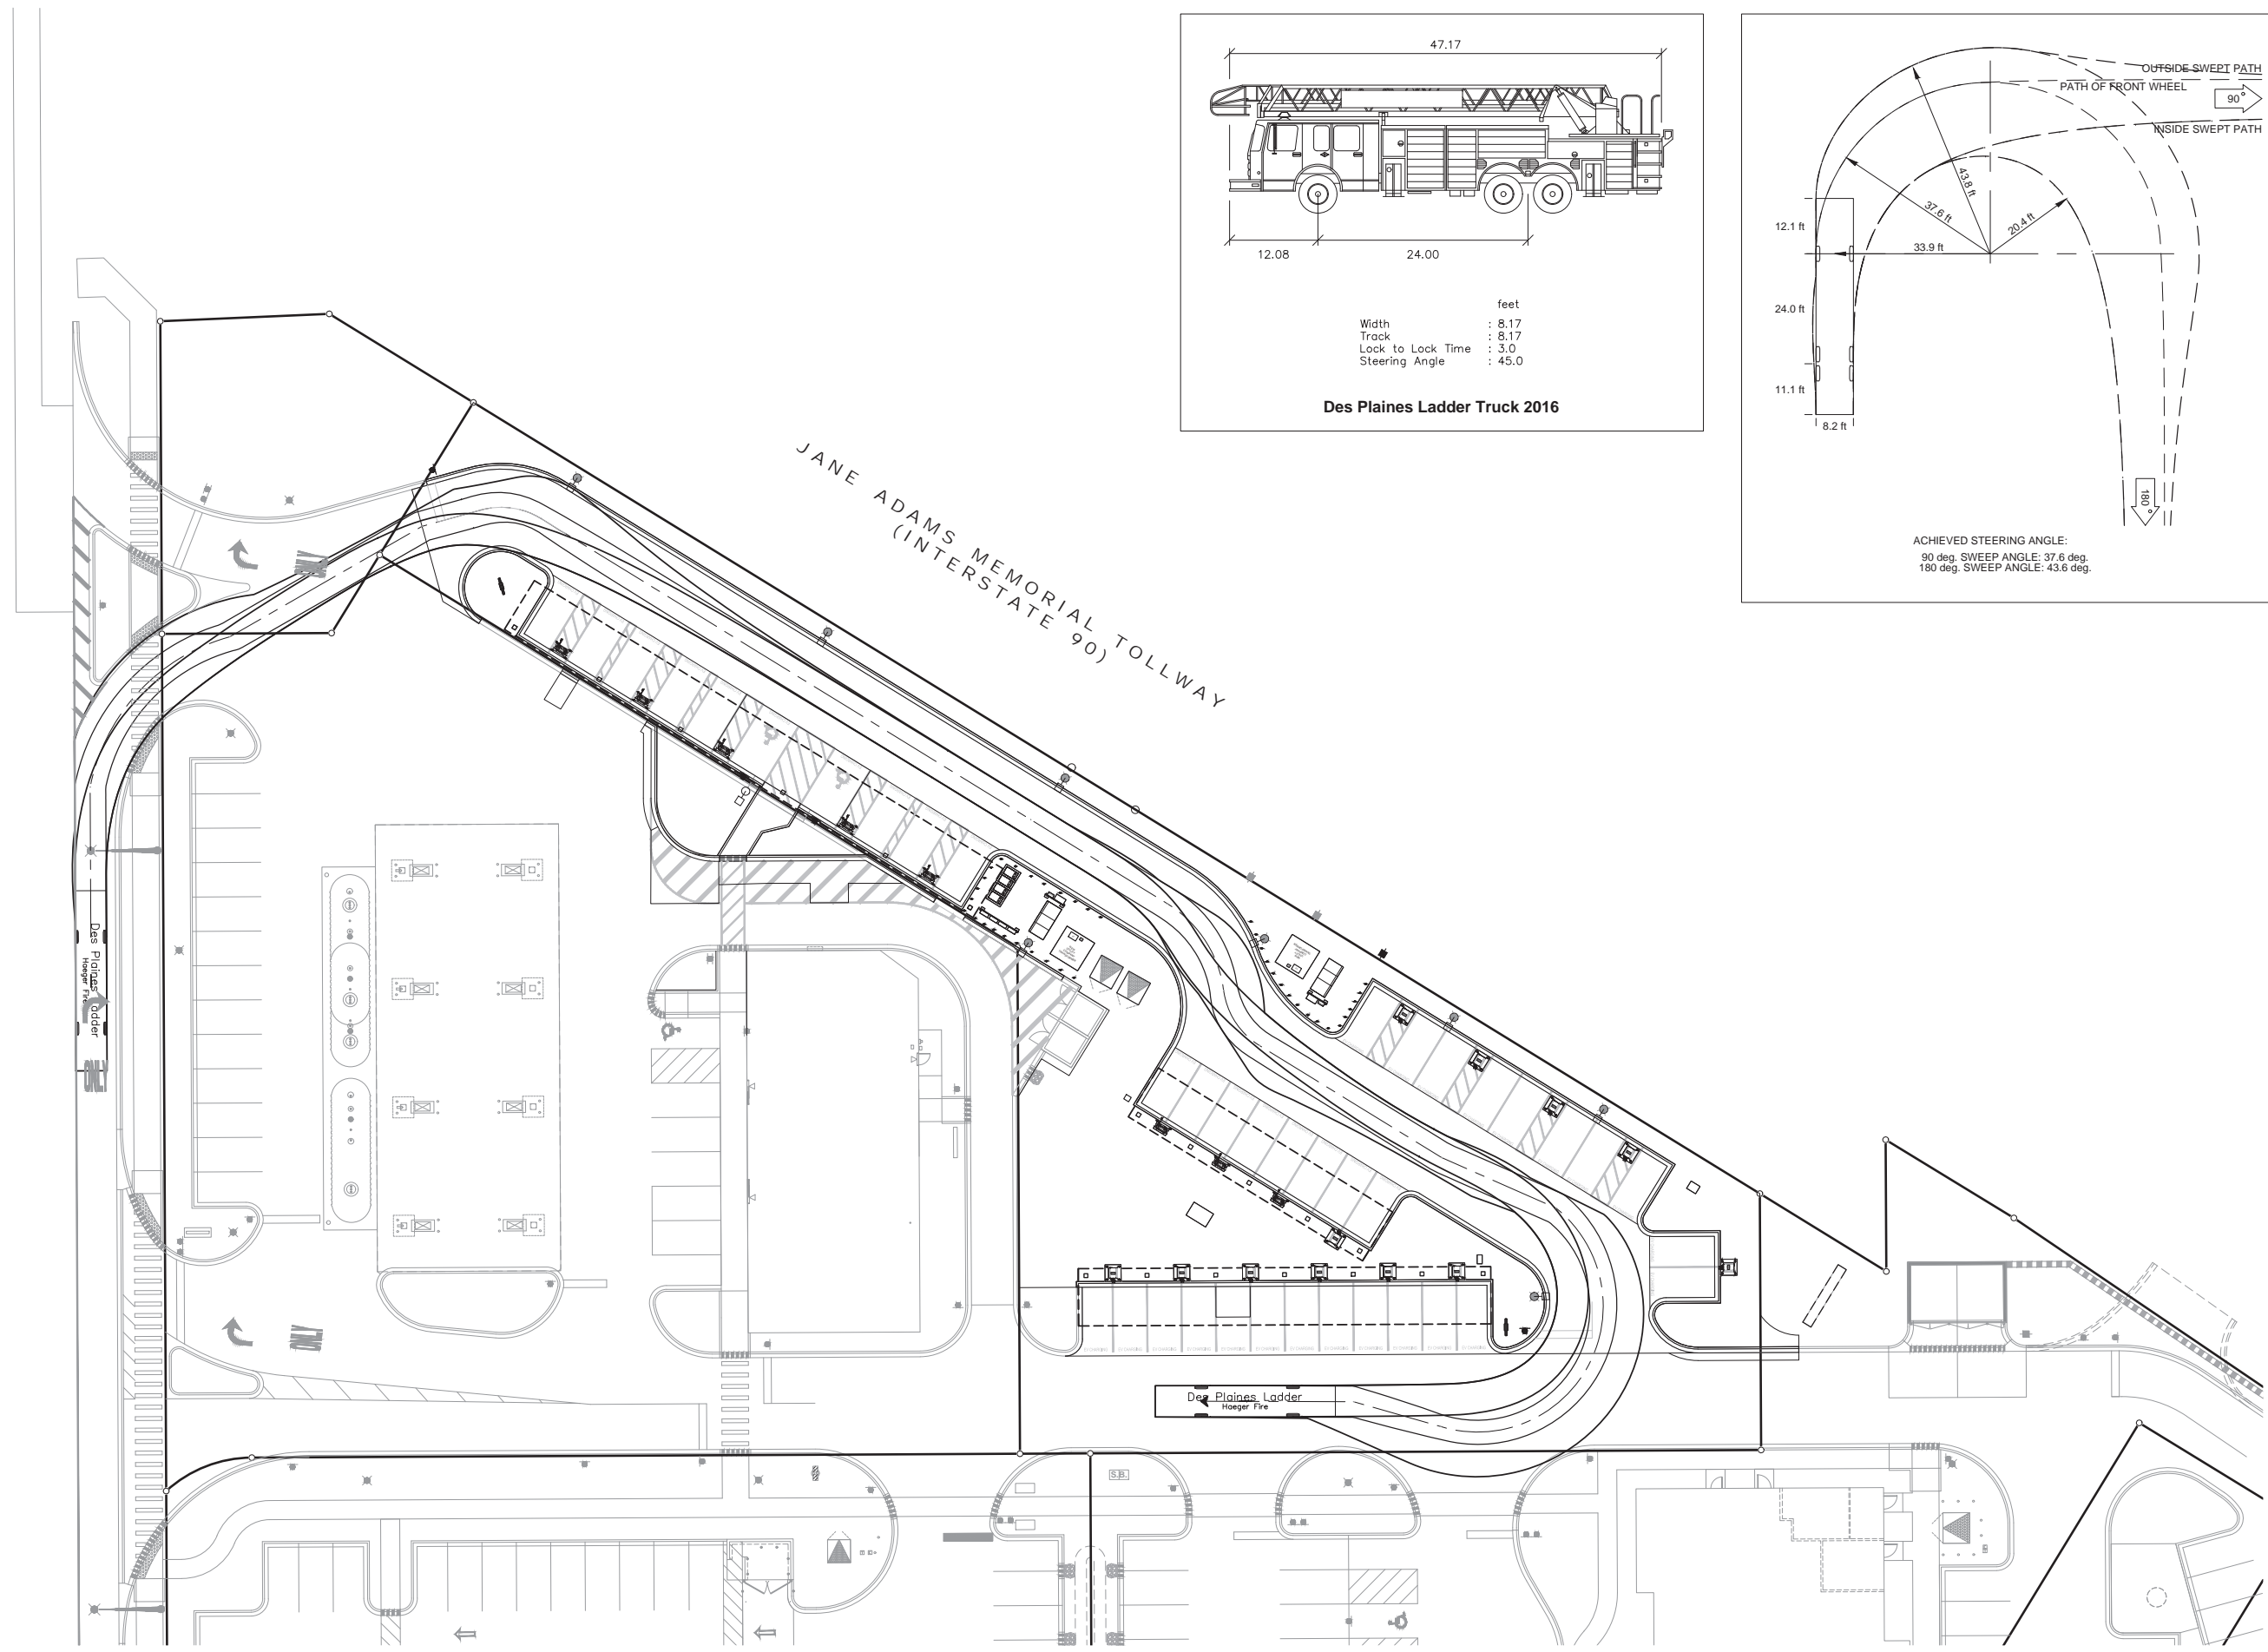 47.17
12.08
24.00
feet
Width : 8.17
Track : 8.17
Lock to Lock Time : 3.0
Steering Angle : 45.0
Des Plaines Ladder Truck 2016
OUTSIDE SWEPT PATH
PATH OF FRONT WHEEL
90°
INSIDE SWEPT PATH
43.8 ft
37.6 ft
20.4 ft
12.1 ft
33.9 ft
24.0 ft
11.1 ft
8.2 ft
180°
ACHIEVED STEERING ANGLE:
90 deg. SWEEP ANGLE: 37.6 deg.
180 deg. SWEEP ANGLE: 43.6 deg.
JANE ADAMS MEMORIAL TOLLWAY
(INTERSTATE 90)
ONLY
Des Plaines Ladder
Haeger Fire
ONLY
ONLY
Des Plaines Ladder
Haeger Fire
S.B.